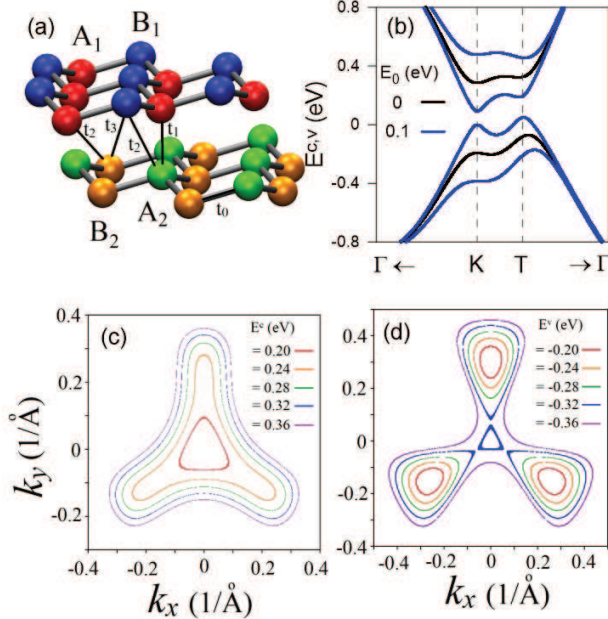 (a)
A₁
B₁
t₂
t₃
t₂
t₁
B₂
A₂
t₀
(b)
E₀ (eV)
0
0.1
Eᶜ,ᵛ (eV)
0.8
0.4
0
-0.4
-0.8
Γ ←
K
T
→ Γ
(c)
Eᶜ (eV)
= 0.20
= 0.24
= 0.28
= 0.32
= 0.36
k_y (1/Å)
0.4
0.2
0
-0.2
-0.4 -0.2 0 0.2 0.4
k_x (1/Å)
(d)
Eᵛ (eV)
= -0.20
= -0.24
= -0.28
= -0.32
= -0.36
0.4
0.2
0
-0.2
-0.4
-0.4 -0.2 0 0.2 0.4
k_x (1/Å)